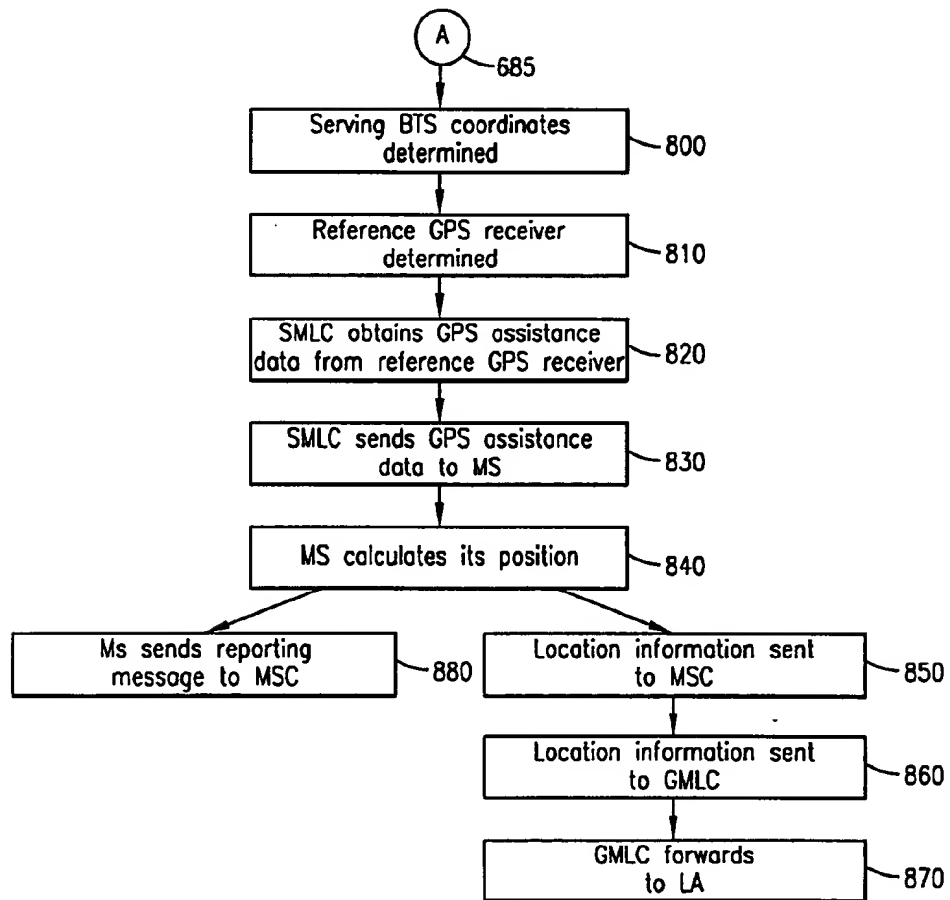 A
685
Serving BTS coordinates
determined
800
Reference GPS receiver
determined
810
SMLC obtains GPS assistance
data from reference GPS receiver
820
SMLC sends GPS assistance
data to MS
830
MS calculates its position
840
Ms sends reporting
message to MSC
880
Location information sent
to MSC
850
Location information sent
to GMLC
860
GMLC forwards
to LA
870